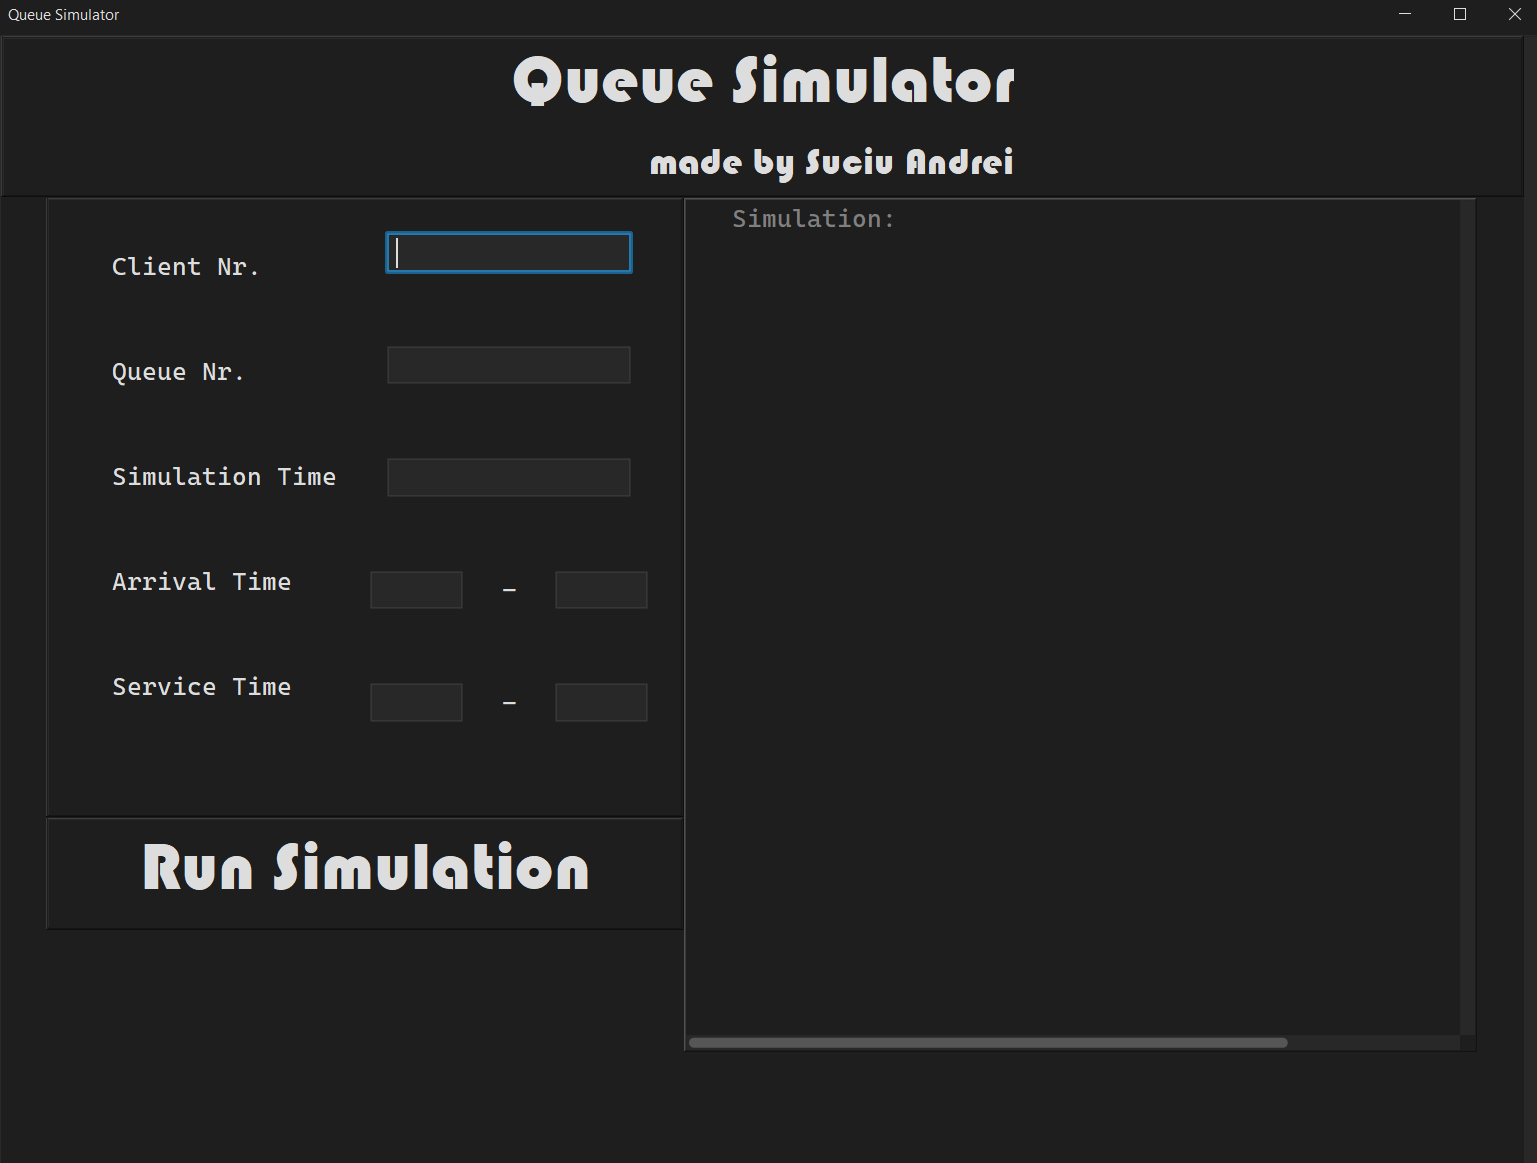 Queue Simulator
Queue Simulator
made by Suciu Andrei
Client Nr.
Queue Nr.
Simulation Time
Arrival Time -
Service Time -
Run Simulation
Simulation: